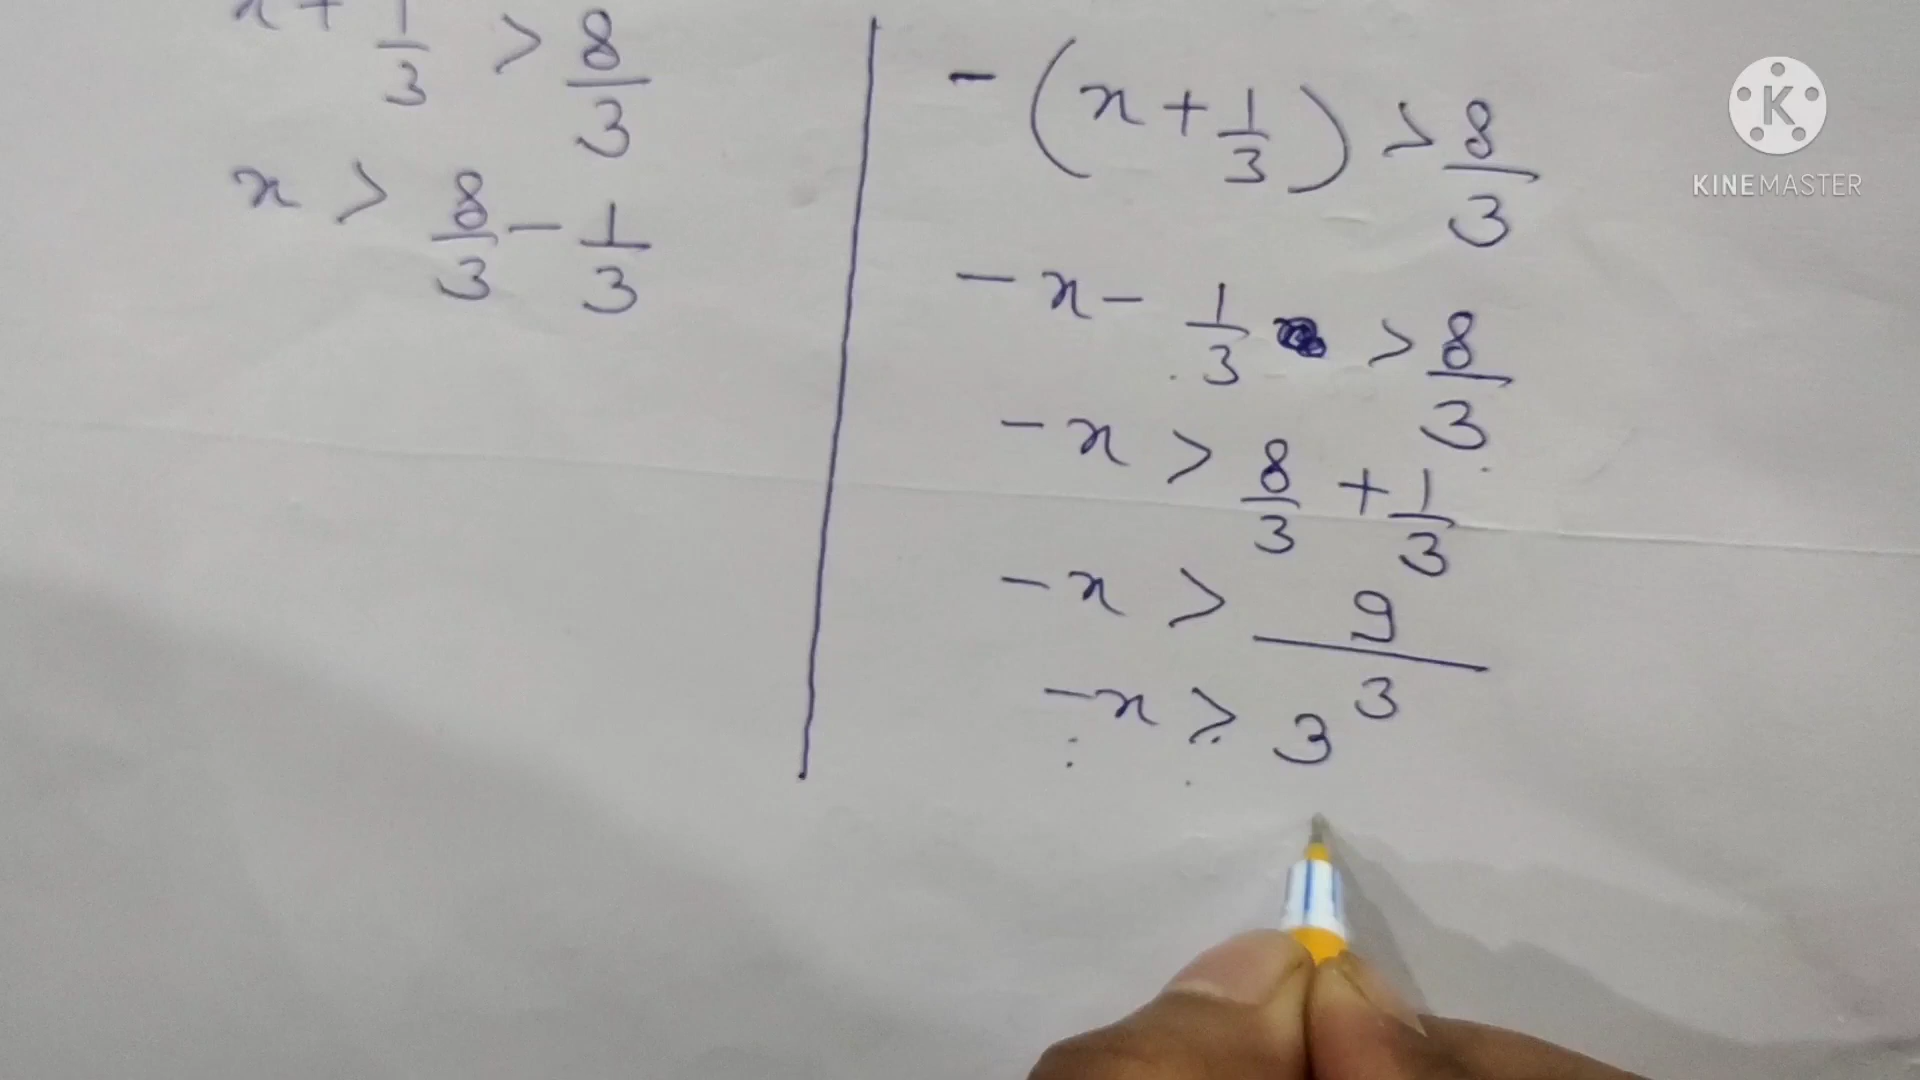 x + 1/3 > 8/3
x > 8/3 - 1/3
-(x + 1/3) > 8/3
-x - 1/3 > 8/3
-x > 8/3 + 1/3
-x > 9/3
-x > 3
K
KINEMASTER